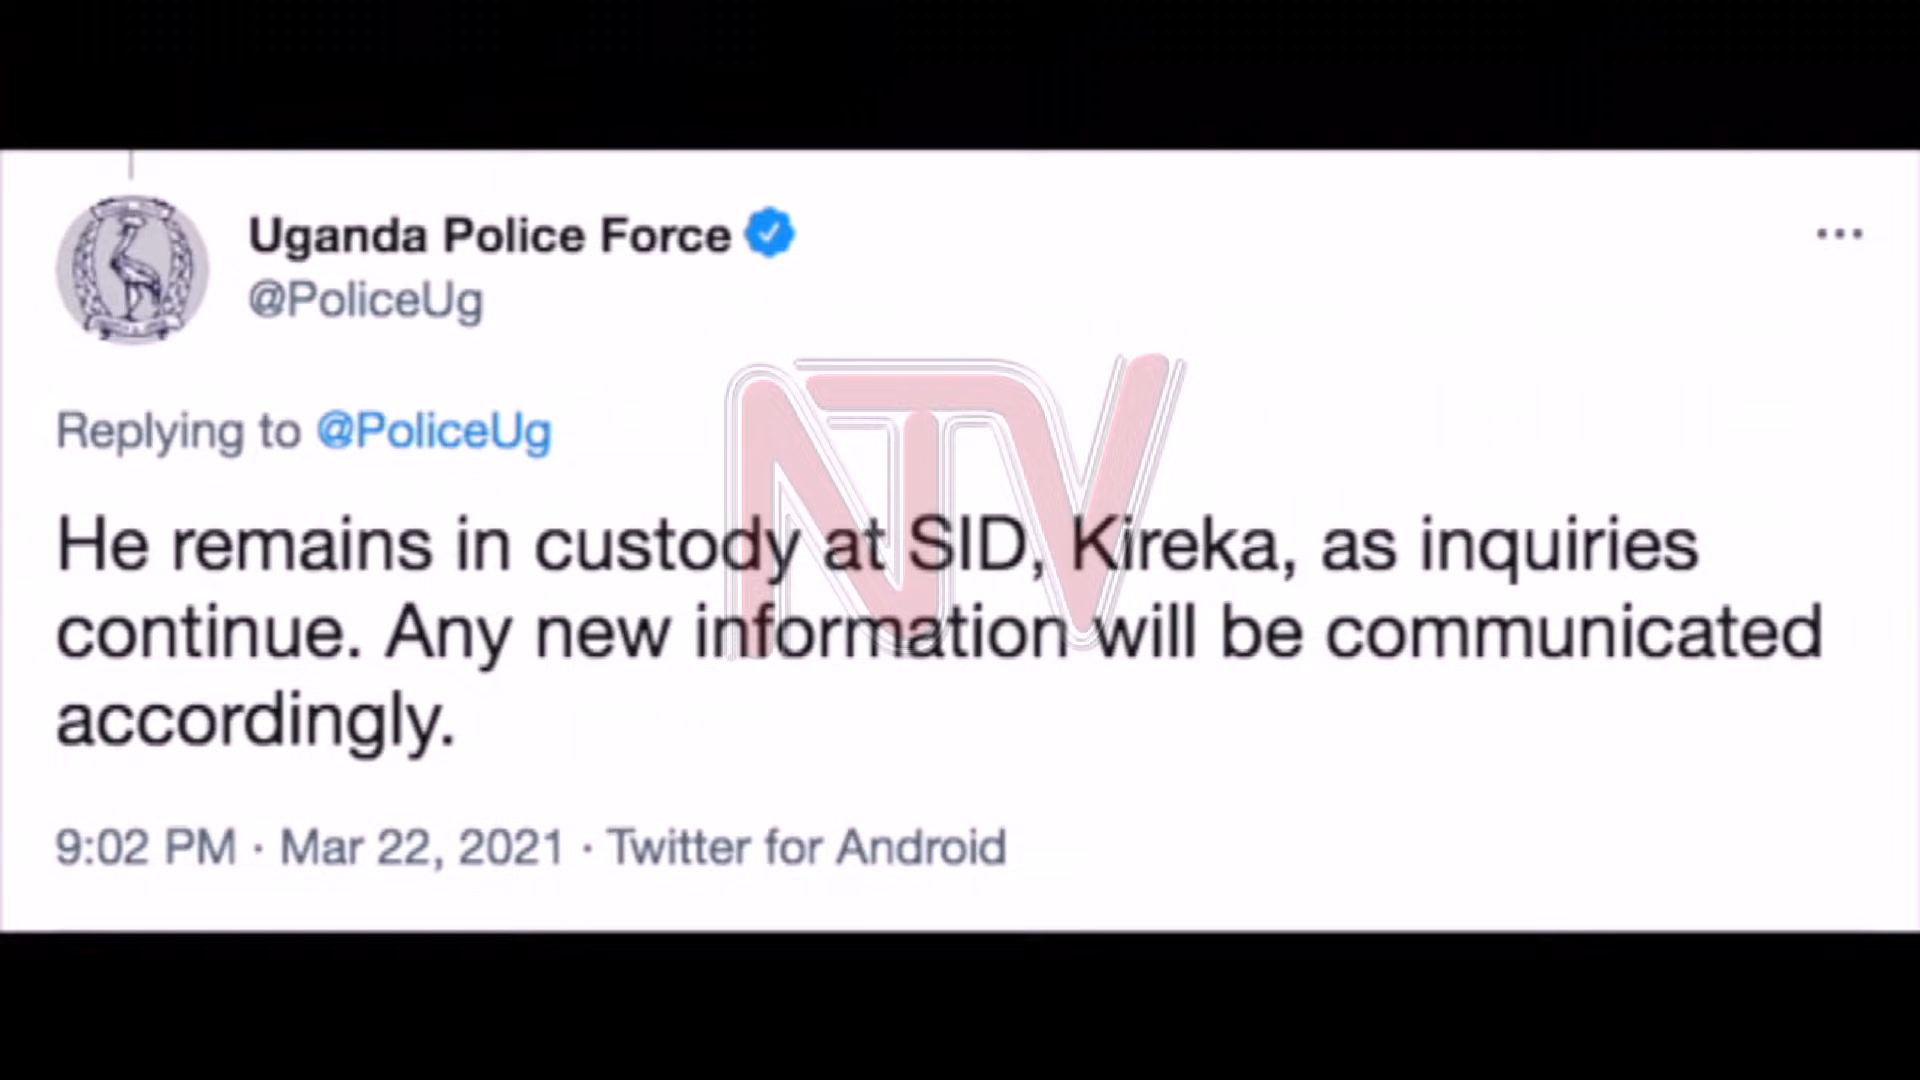 Uganda Police Force
@PoliceUg
Replying to @PoliceUg
NTV
He remains in custody at SID, Kireka, as inquiries
continue. Any new information will be communicated
accordingly.
9:02 PM · Mar 22, 2021 · Twitter for Android